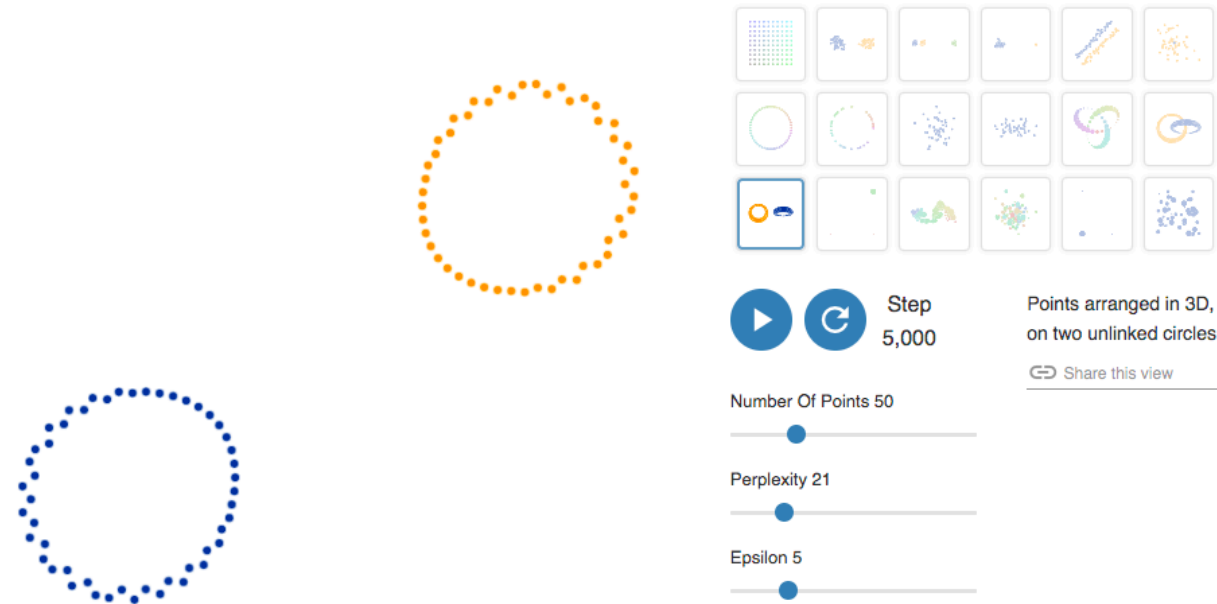 Step
5,000
Points arranged in 3D,
on two unlinked circles
Share this view
Number Of Points 50
Perplexity 21
Epsilon 5